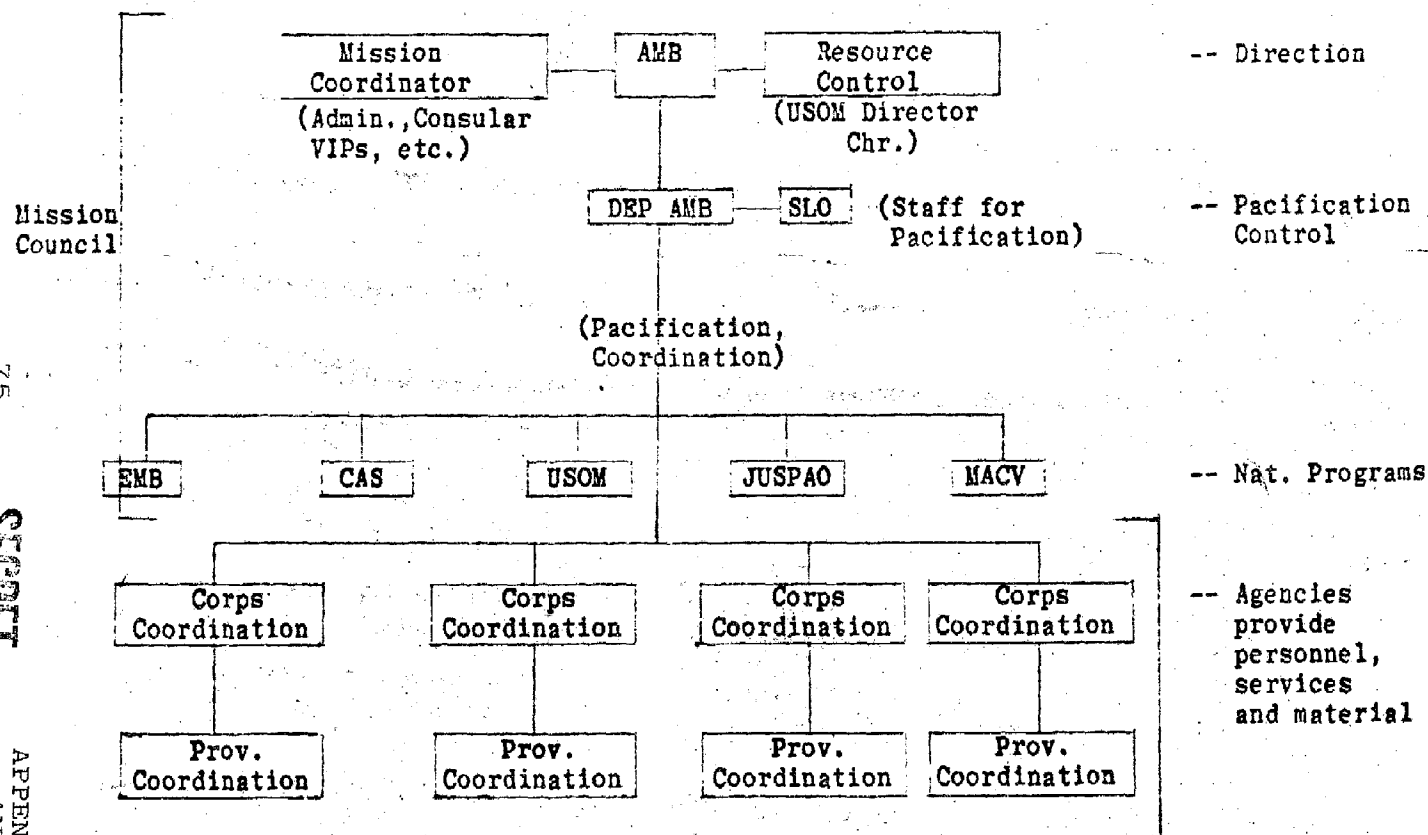 Mission
Coordinator
(Admin.,Consular
VIPs, etc.)
AMB
Resource
Control
(USOM Director
Chr.)
-- Direction
Mission
Council
DEP AMB
SLO
(Staff for
Pacification)
-- Pacification
Control
(Pacification,
Coordination)
EMB
CAS
USOM
JUSPAO
MACV
-- Nat. Programs
Corps
Coordination
Corps
Coordination
Corps
Coordination
Corps
Coordination
-- Agencies
provide
personnel,
services
and material
Prov.
Coordination
Prov.
Coordination
Prov.
Coordination
Prov.
Coordination
75
SECRET
APPEN